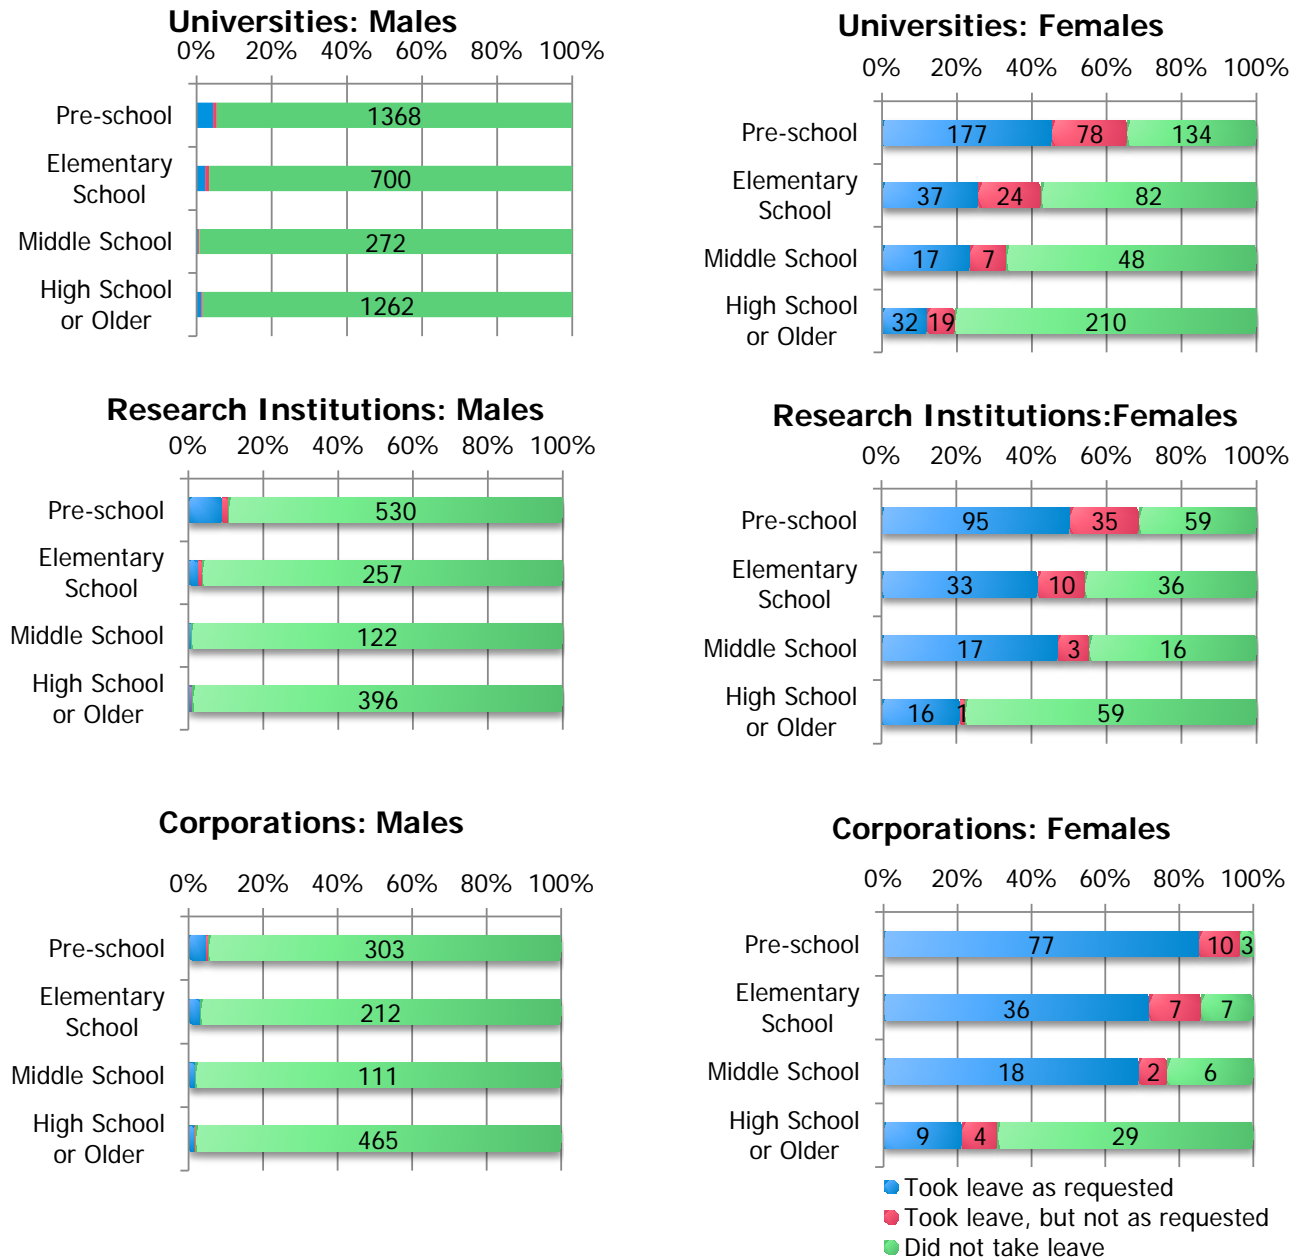 Universities: Males
0% 20% 40% 60% 80% 100%
Pre-school 1368
Elementary
School 700
Middle School 272
High School
or Older 1262
Universities: Females
0% 20% 40% 60% 80% 100%
Pre-school 177 78 134
Elementary
School 37 24 82
Middle School 17 7 48
High School
or Older 32 19 210
Research Institutions: Males
0% 20% 40% 60% 80% 100%
Pre-school 530
Elementary
School 257
Middle School 122
High School
or Older 396
Research Institutions:Females
0% 20% 40% 60% 80% 100%
Pre-school 95 35 59
Elementary
School 33 10 36
Middle School 17 3 16
High School
or Older 16 1 59
Corporations: Males
0% 20% 40% 60% 80% 100%
Pre-school 303
Elementary
School 212
Middle School 111
High School
or Older 465
Corporations: Females
0% 20% 40% 60% 80% 100%
Pre-school 77 10 3
Elementary
School 36 7 7
Middle School 18 2 6
High School
or Older 9 4 29
Took leave as requested
Took leave, but not as requested
Did not take leave